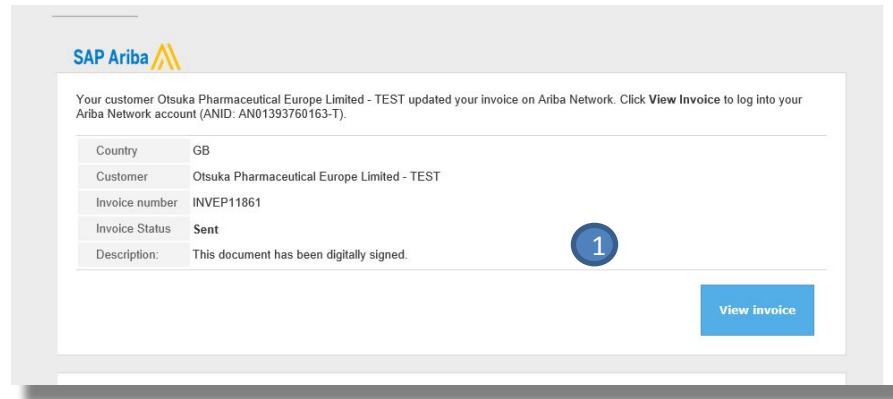 SAP Ariba
Your customer Otsuka Pharmaceutical Europe Limited - TEST updated your invoice on Ariba Network. Click View Invoice to log into your
Ariba Network account (ANID: AN01393760163-T).
Country GB
Customer Otsuka Pharmaceutical Europe Limited - TEST
Invoice number INVEP11861
Invoice Status Sent
Description: This document has been digitally signed.
1
View invoice